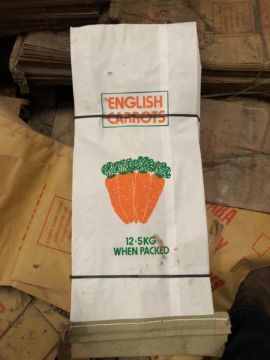 ENGLISH
CARROTS
12·5KG
WHEN PACKED